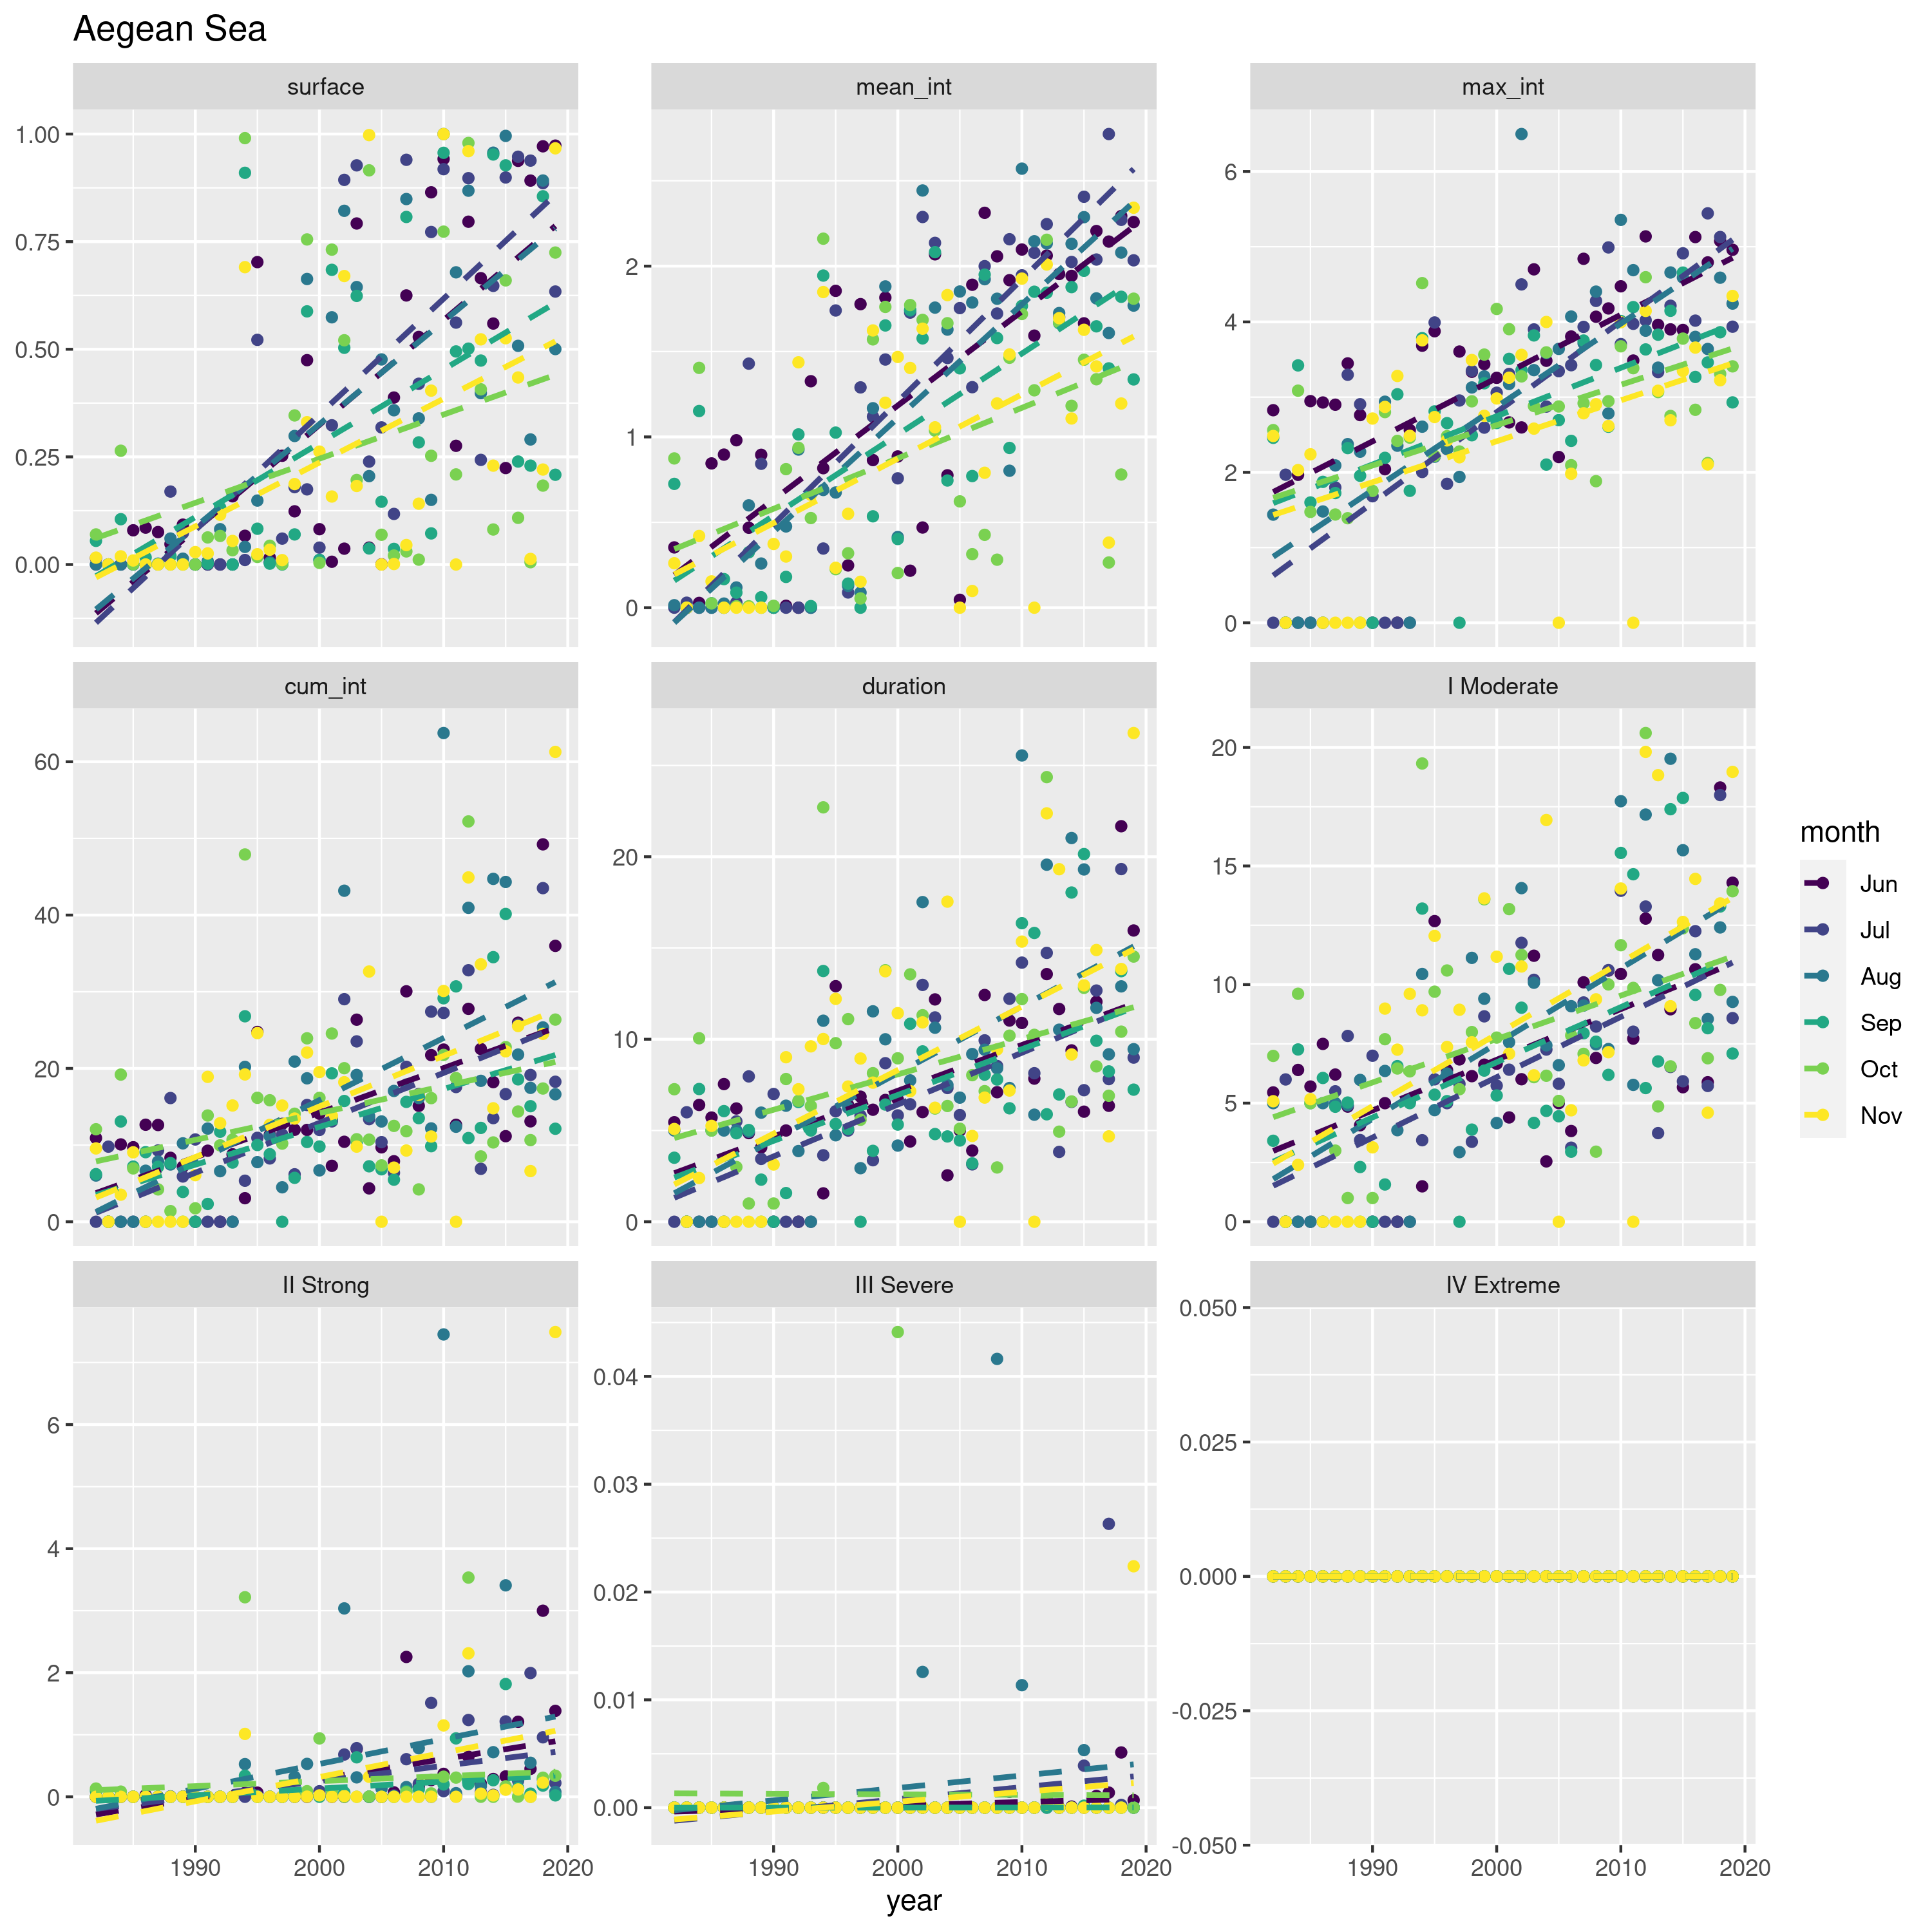 Aegean Sea
surface
mean_int
max_int
1.00
0.75
0.50
0.25
0.00
2
1
0
6
4
2
0
cum_int
duration
I Moderate
60
40
20
0
20
10
0
20
15
10
5
0
II Strong
III Severe
IV Extreme
6
4
2
0
0.04
0.03
0.02
0.01
0.00
0.050
0.025
0.000
-0.025
-0.050
1990 2000 2010 2020
1990 2000 2010 2020
1990 2000 2010 2020
year
month
Jun
Jul
Aug
Sep
Oct
Nov